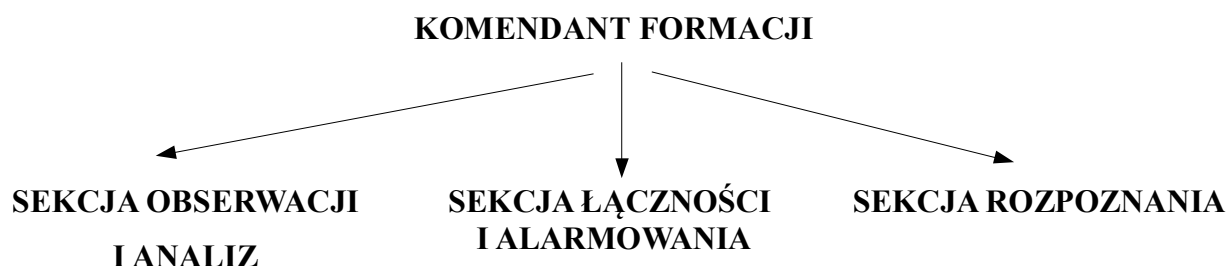 KOMENDANT FORMACJI
SEKCJA OBSERWACJI
I ANALIZ
SEKCJA ŁĄCZNOŚCI
I ALARMOWANIA
SEKCJA ROZPOZNANIA